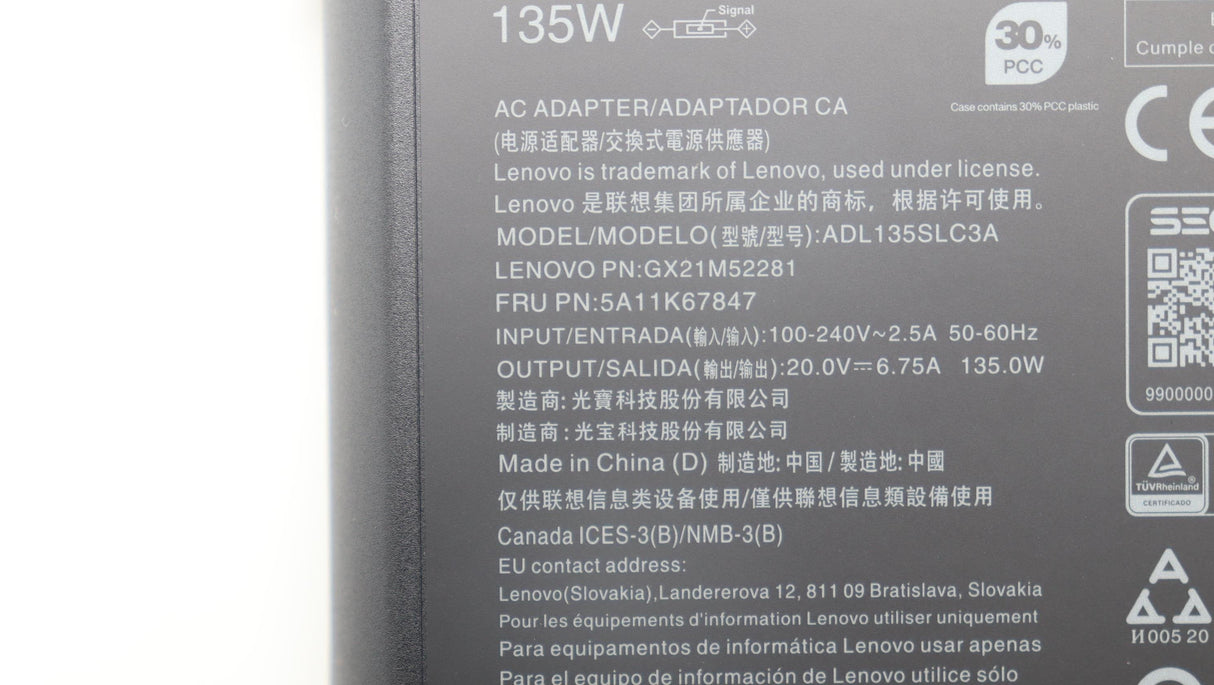 135W
Signal
30%
PCC
Case contains 30% PCC plastic
Cumple
CE
AC ADAPTER/ADAPTADOR CA
(电源适配器/交換式電源供應器)
Lenovo is trademark of Lenovo, used under license.
Lenovo 是联想集团所属企业的商标，根据许可使用。
MODEL/MODELO(型號/型号):ADL135SLC3A
LENOVO PN:GX21M52281
FRU PN:5A11K67847
INPUT/ENTRADA(輸入/输入):100-240V~2.5A 50-60Hz
OUTPUT/SALIDA(輸出/输出):20.0V⎓6.75A 135.0W
製造商: 光寶科技股份有限公司
制造商: 光宝科技股份有限公司
Made in China (D) 制造地: 中国 / 製造地: 中國
仅供联想信息类设备使用/僅供聯想信息類設備使用
Canada ICES-3(B)/NMB-3(B)
EU contact address:
Lenovo(Slovakia),Landererova 12, 811 09 Bratislava, Slovakia
Pour les équipements d'information Lenovo utiliser uniquement
Para equipamentos de informática Lenovo usar apenas
Para el equipo de información de Lenovo utilice sólo
9900000
TÜVRheinland®
CERTIFICADO
И005 20